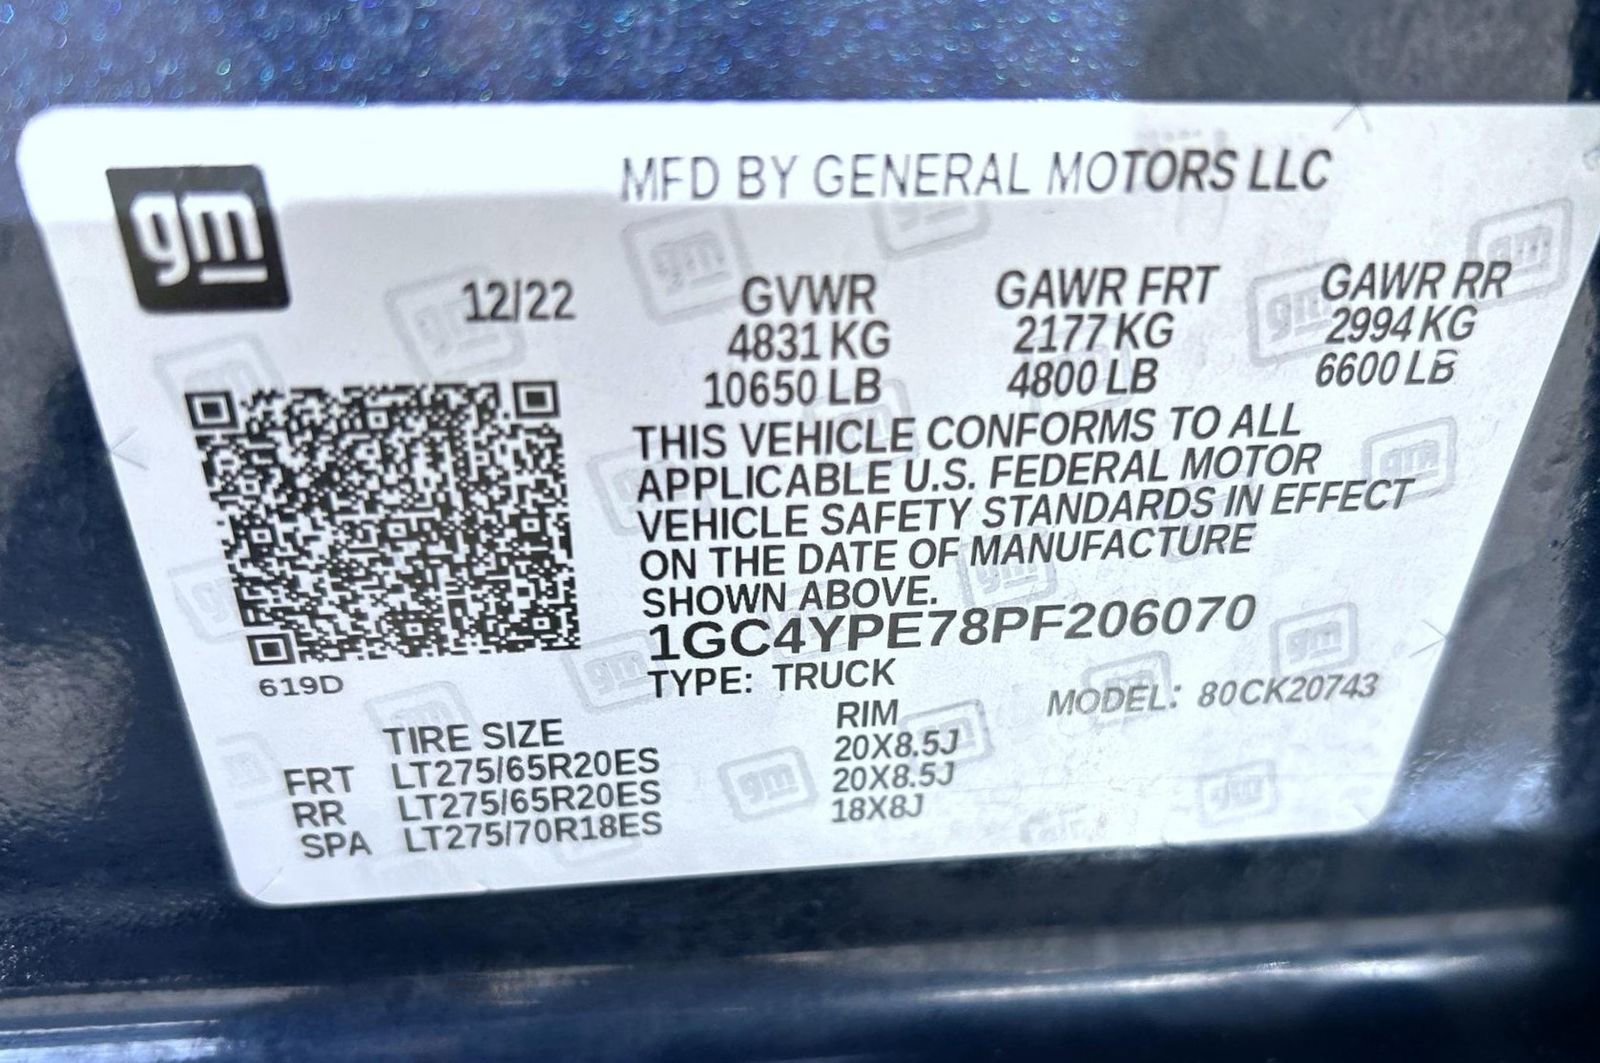 gm
MFD BY GENERAL MOTORS LLC
12/22
GVWR GAWR FRT GAWR RR
4831 KG 2177 KG 2994 KG
10650 LB 4800 LB 6600 LB
THIS VEHICLE CONFORMS TO ALL
APPLICABLE U.S. FEDERAL MOTOR
VEHICLE SAFETY STANDARDS IN EFFECT
ON THE DATE OF MANUFACTURE
SHOWN ABOVE.
1GC4YPE78PF206070
619D
TYPE: TRUCK MODEL: 80CK20743
TIRE SIZE RIM
FRT LT275/65R20ES 20X8.5J
RR LT275/65R20ES 20X8.5J
SPA LT275/70R18ES 18X8J